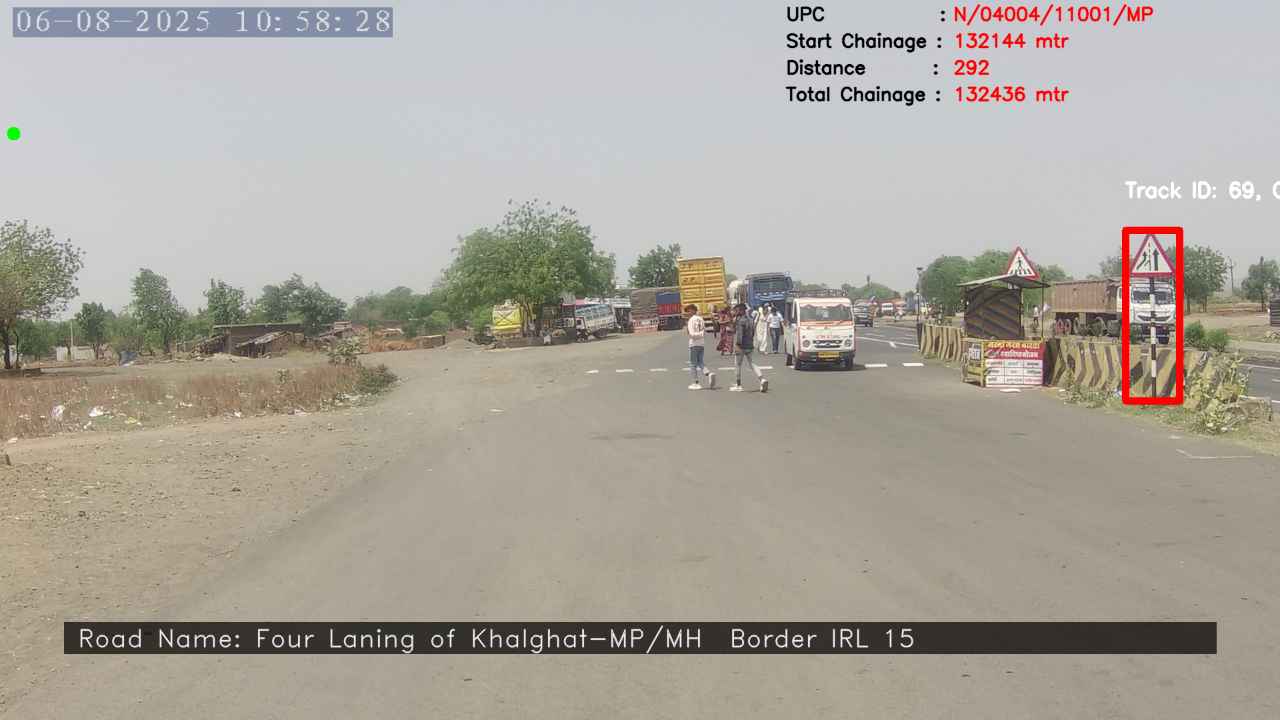 06-08-2025 10:58:28
UPC : N/04004/11001/MP
Start Chainage : 132144 mtr
Distance : 292
Total Chainage : 132436 mtr
Track ID: 69,
Road Name: Four Laning of Khalghat-MP/MH Border IRL 15